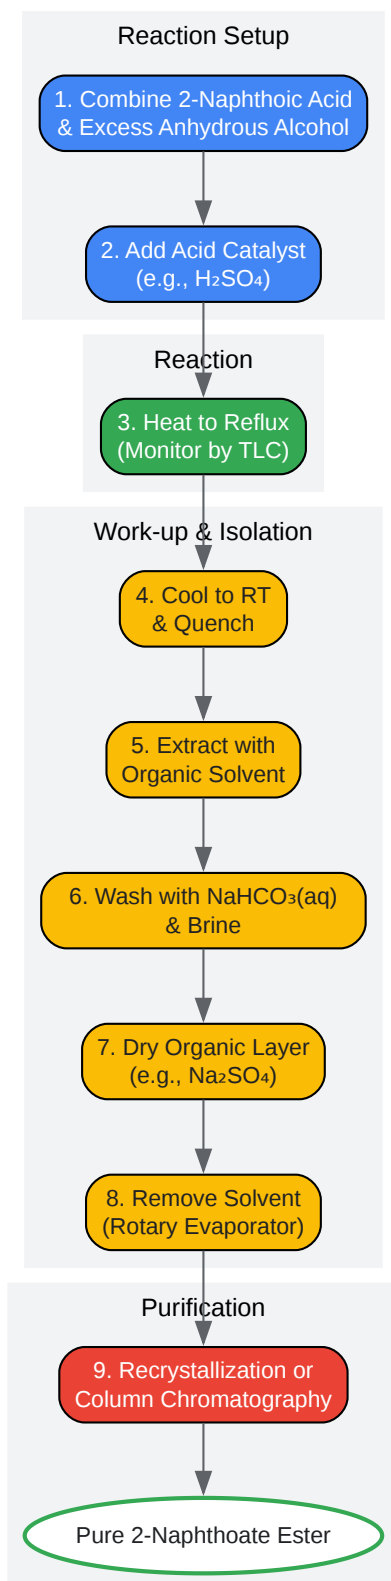 Reaction Setup
1. Combine 2-Naphthoic Acid
& Excess Anhydrous Alcohol
2. Add Acid Catalyst
(e.g., H₂SO₄)
Reaction
3. Heat to Reflux
(Monitor by TLC)
Work-up & Isolation
4. Cool to RT
& Quench
5. Extract with
Organic Solvent
6. Wash with NaHCO₃(aq)
& Brine
7. Dry Organic Layer
(e.g., Na₂SO₄)
8. Remove Solvent
(Rotary Evaporator)
Purification
9. Recrystallization or
Column Chromatography
Pure 2-Naphthoate Ester